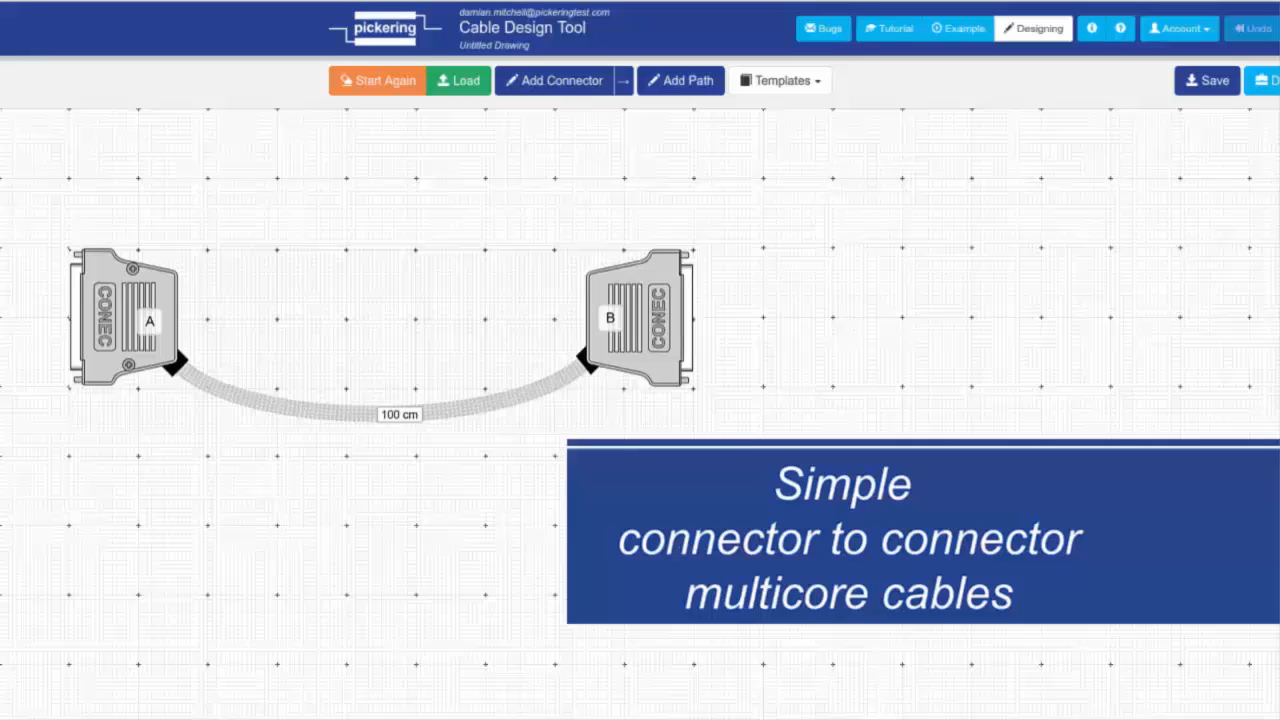 pickering
damian.mitchell@pickeringtest.com
Cable Design Tool
Untitled Drawing
Bugs
Tutorial
Example
Designing
Account
Undo
Start Again
Load
Add Connector
Add Path
Templates
Save
D
CONEC
A
B
CONEC
100 cm
Simple
connector to connector
multicore cables